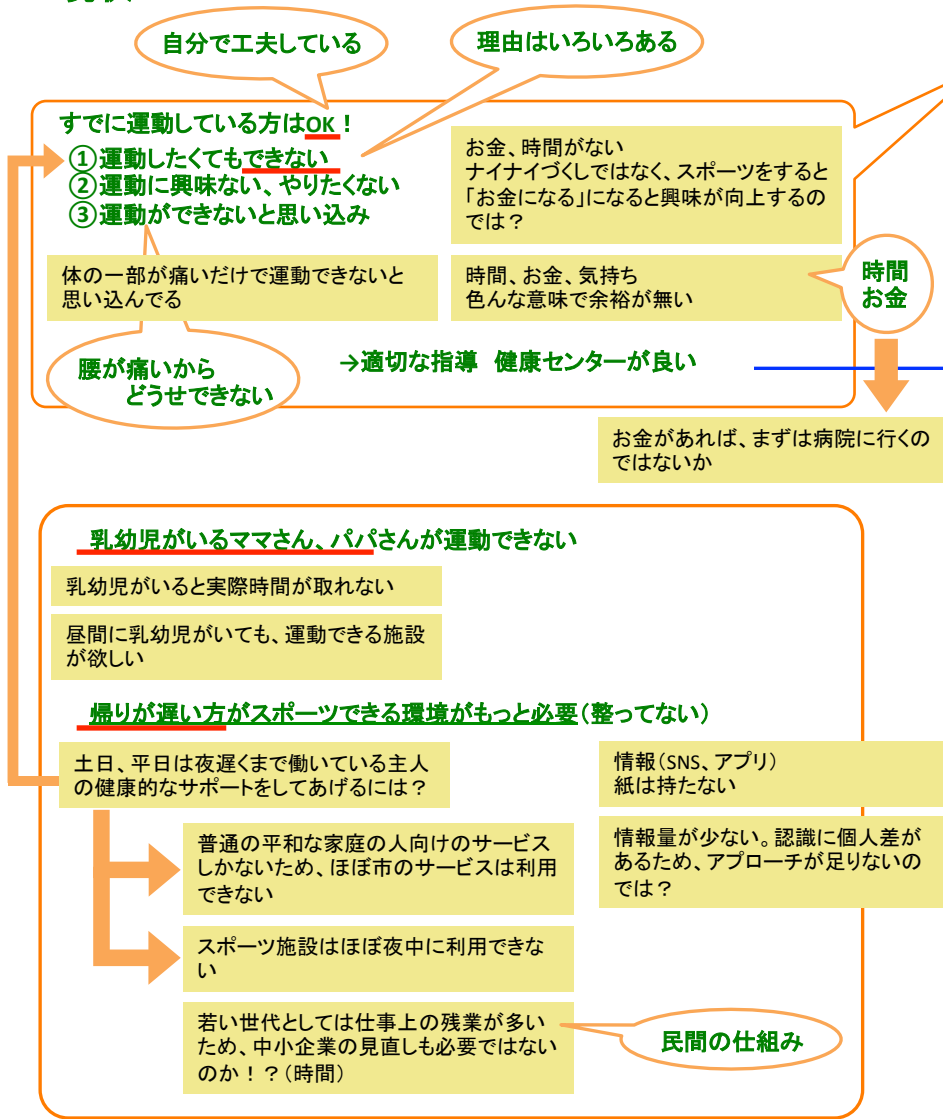 自分で工夫している
理由はいろいろある
すでに運動している方はOK！
①運動したくてもできない
②運動に興味ない、やりたくない
③運動ができないと思い込み
お金、時間がない
ナイナイづくしではなく、スポーツをすると
「お金になる」になると興味が向上するの
では？
体の一部が痛いだけで運動できないと
思い込んでる
時間、お金、気持ち
色んな意味で余裕が無い
時間
お金
腰が痛いから
どうせできない
→適切な指導　健康センターが良い
お金があれば、まずは病院に行くの
ではないか
乳幼児がいるママさん、パパさんが運動できない
乳幼児がいると実際時間が取れない
昼間に乳幼児がいても、運動できる施設
が欲しい
帰りが遅い方がスポーツできる環境がもっと必要（整ってない）
土日、平日は夜遅くまで働いている主人
の健康的なサポートをしてあげるには？
情報（SNS、アプリ）
紙は持たない
普通の平和な家庭の人向けのサービス
しかないため、ほぼ市のサービスは利用
できない
情報量が少ない。認識に個人差が
あるため、アプローチが足りないの
では？
スポーツ施設はほぼ夜中に利用できな
い
若い世代としては仕事上の残業が多い
ため、中小企業の見直しも必要ではない
のか！？（時間）
民間の仕組み